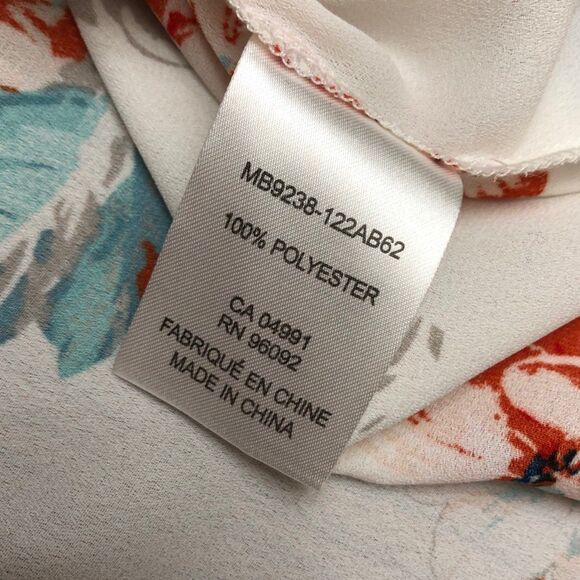 MB9238-122AB62
100% POLYESTER
CA 04991
RN 96092
FABRIQUÉ EN CHINE
MADE IN CHINA